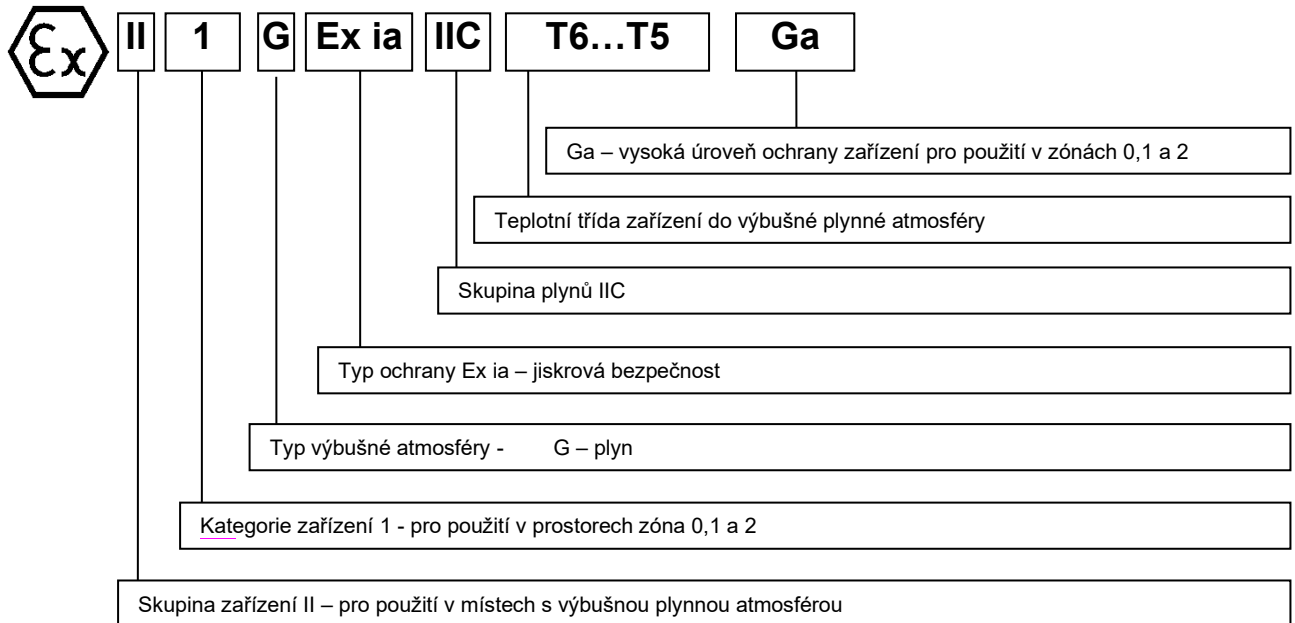 Ex II 1 G Ex ia IIC T6…T5 Ga
Ga – vysoká úroveň ochrany zařízení pro použití v zónách 0,1 a 2
Teplotní třída zařízení do výbušné plynné atmosféry
Skupina plynů IIC
Typ ochrany Ex ia – jiskrová bezpečnost
Typ výbušné atmosféry - G – plyn
Kategorie zařízení 1 - pro použití v prostorech zóna 0,1 a 2
Skupina zařízení II – pro použití v místech s výbušnou plynnou atmosférou